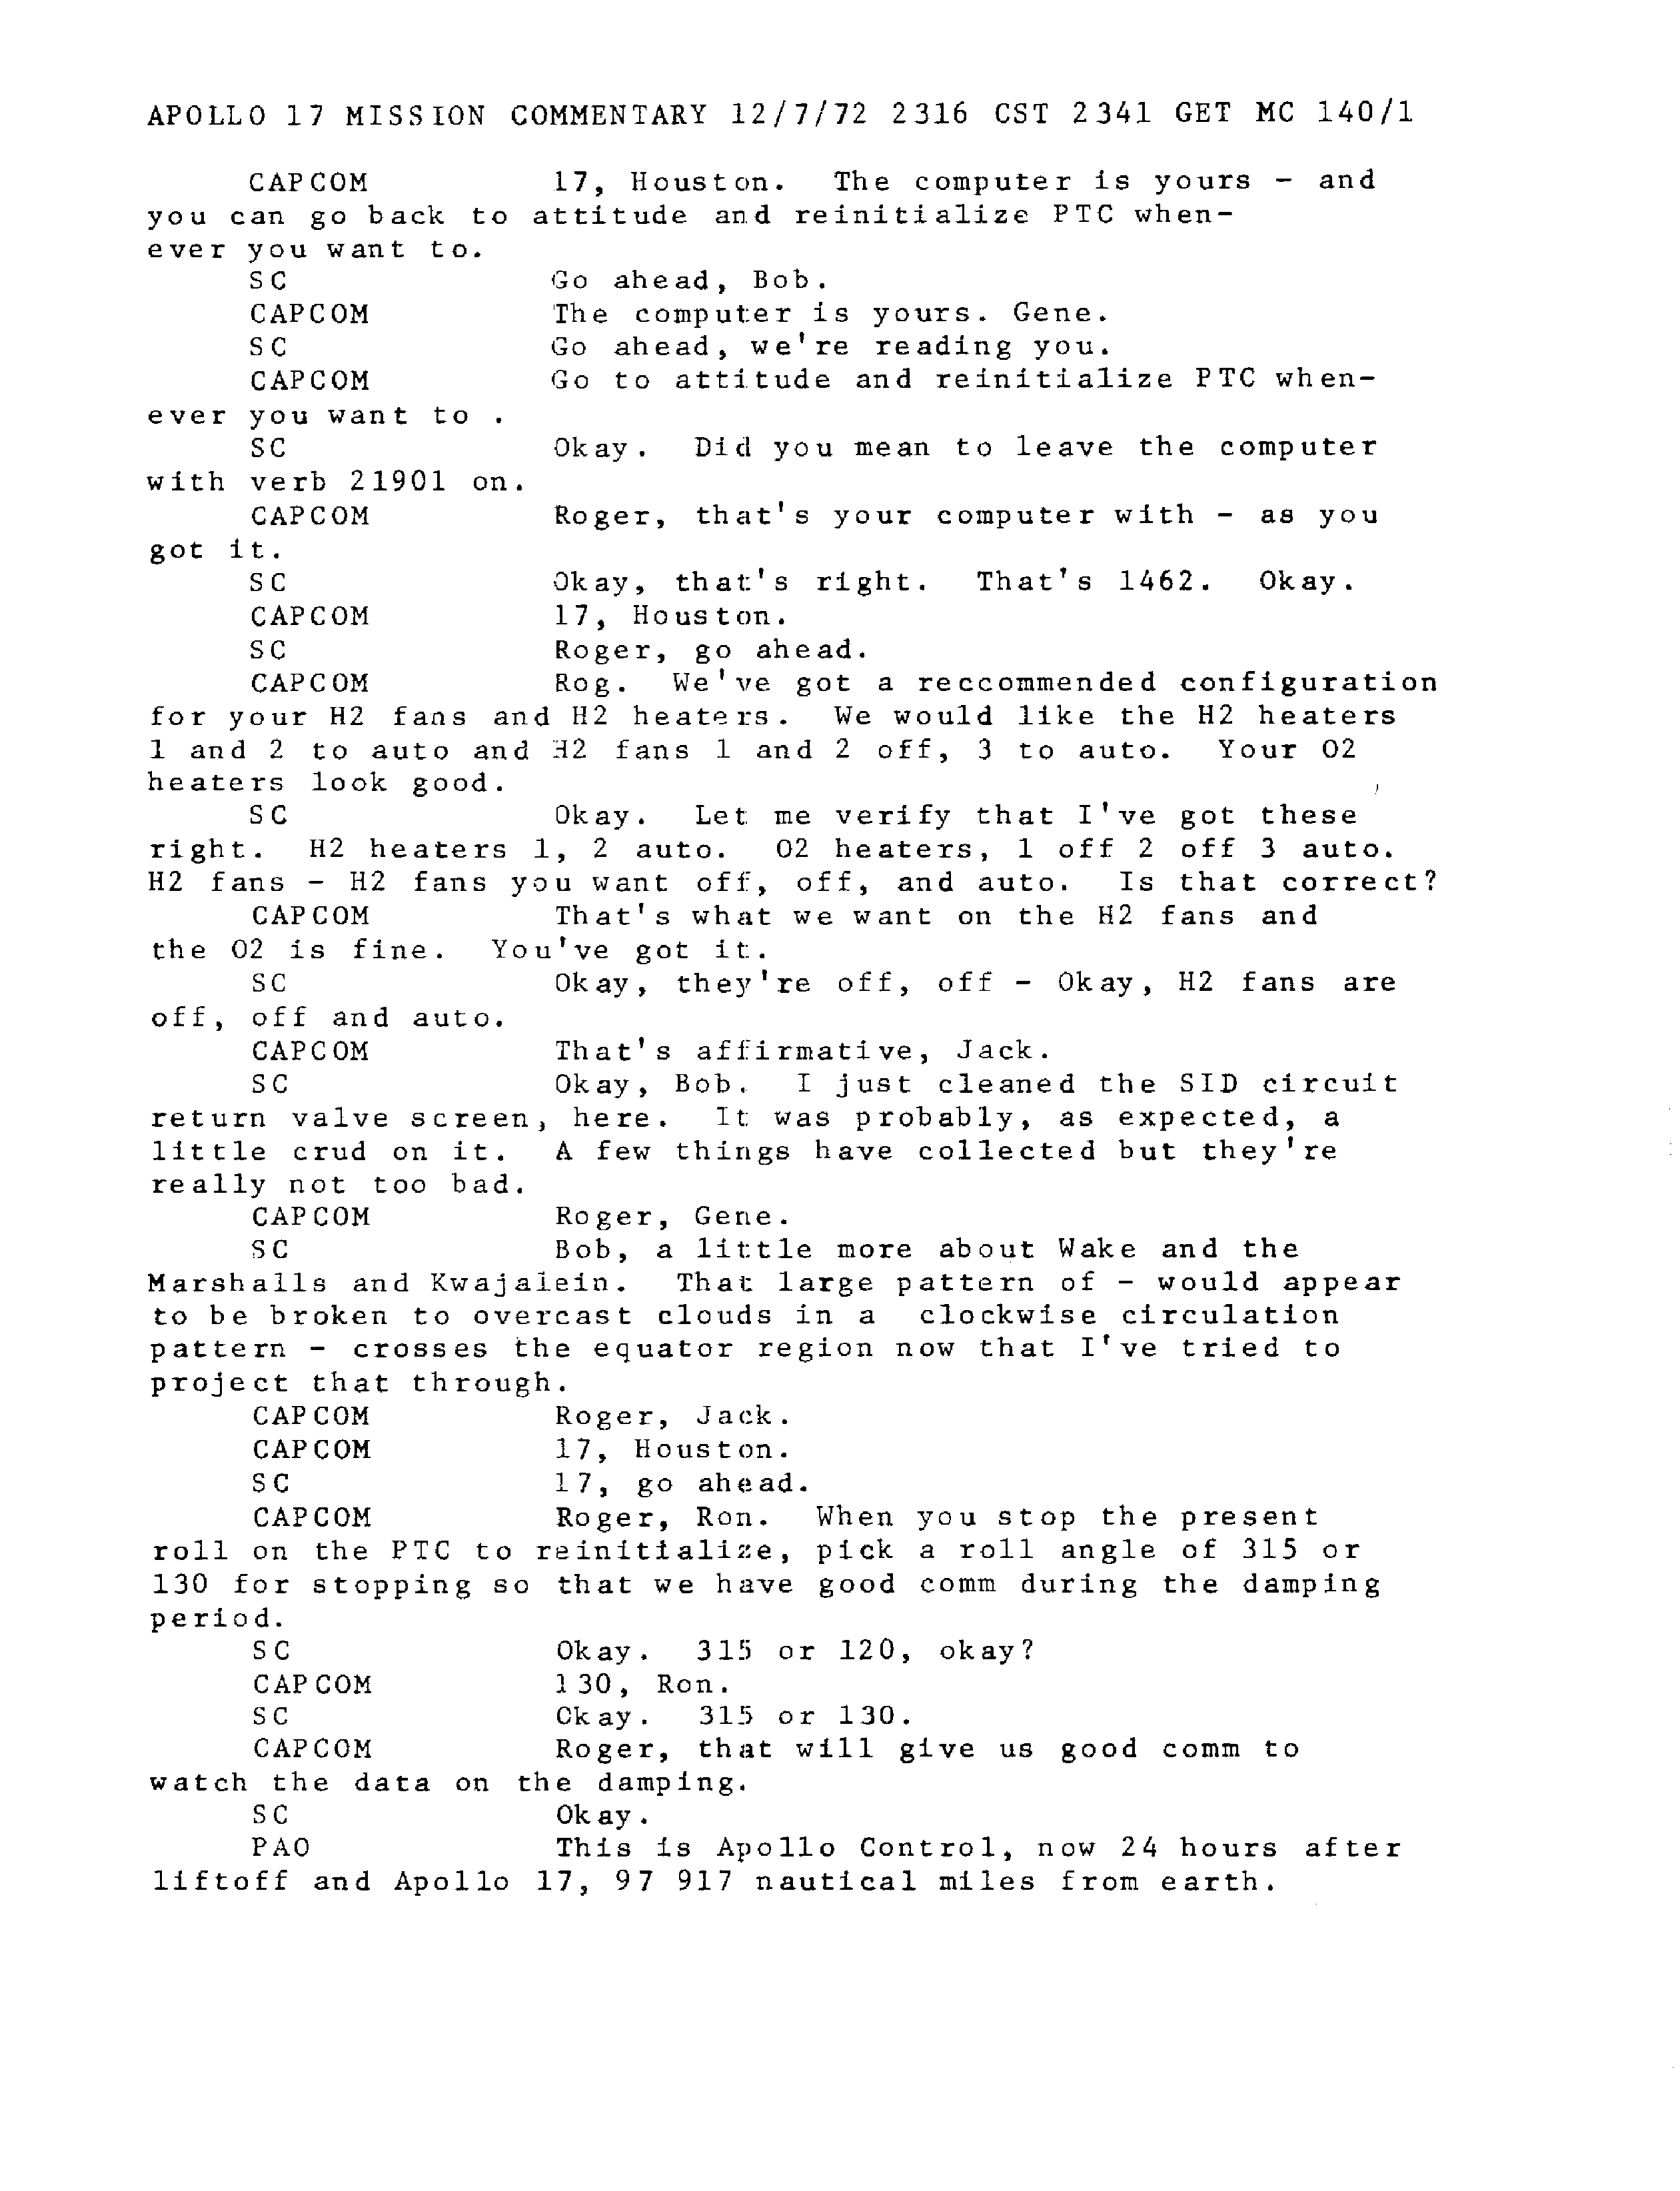 APOLLO 17 MISSION COMMENTARY 12/7/72 2316 CST 2341 GET MC 140/1
CAPCOM 17, Houston. The computer is yours - and
you can go back to attitude and reinitialize PTC when-
ever you want to.
SC Go ahead, Bob.
CAPCOM The computer is yours. Gene.
SC Go ahead, we're reading you.
CAPCOM Go to attitude and reinitialize PTC when-
ever you want to .
SC Okay. Did you mean to leave the computer
with verb 21901 on.
CAPCOM Roger, that's your computer with - as you
got it.
SC Okay, that's right. That's 1462. Okay.
CAPCOM 17, Houston.
SC Roger, go ahead.
CAPCOM Rog. We've got a reccommended configuration
for your H2 fans and H2 heaters. We would like the H2 heaters
1 and 2 to auto and H2 fans 1 and 2 off, 3 to auto. Your O2
heaters look good.
SC Okay. Let me verify that I've got these
right. H2 heaters 1, 2 auto. O2 heaters, 1 off 2 off 3 auto.
H2 fans - H2 fans you want off, off, and auto. Is that correct?
CAPCOM That's what we want on the H2 fans and
the O2 is fine. You've got it.
SC Okay, they're off, off - Okay, H2 fans are
off, off and auto.
CAPCOM That's affirmative, Jack.
SC Okay, Bob. I just cleaned the SID circuit
return valve screen, here. It was probably, as expected, a
little crud on it. A few things have collected but they're
really not too bad.
CAPCOM Roger, Gene.
SC Bob, a little more about Wake and the
Marshalls and Kwajalein. That large pattern of - would appear
to be broken to overcast clouds in a clockwise circulation
pattern - crosses the equator region now that I've tried to
project that through.
CAPCOM Roger, Jack.
CAPCOM 17, Houston.
SC 17, go ahead.
CAPCOM Roger, Ron. When you stop the present
roll on the PTC to reinitialize, pick a roll angle of 315 or
130 for stopping so that we have good comm during the damping
period.
SC Okay. 315 or 120, okay?
CAPCOM 130, Ron.
SC Okay. 315 or 130.
CAPCOM Roger, that will give us good comm to
watch the data on the damping.
SC Okay.
PAO This is Apollo Control, now 24 hours after
liftoff and Apollo 17, 97 917 nautical miles from earth.